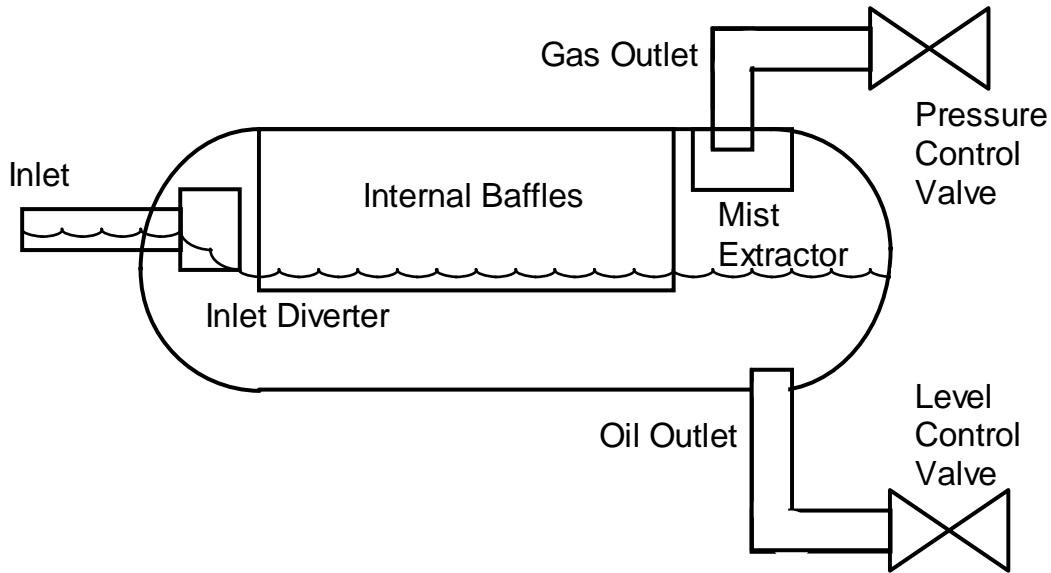 Gas Outlet
Pressure
Control
Valve
Inlet
Internal Baffles
Mist
Extractor
Inlet Diverter
Oil Outlet
Level
Control
Valve